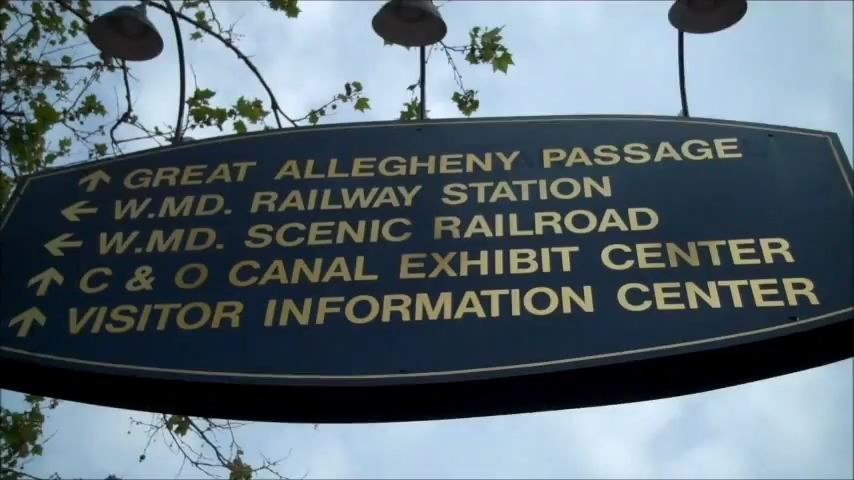 ↑ GREAT ALLEGHENY PASSAGE
← W.MD. RAILWAY STATION
← W.MD. SCENIC RAILROAD
↑ C & O CANAL EXHIBIT CENTER
↑ VISITOR INFORMATION CENTER